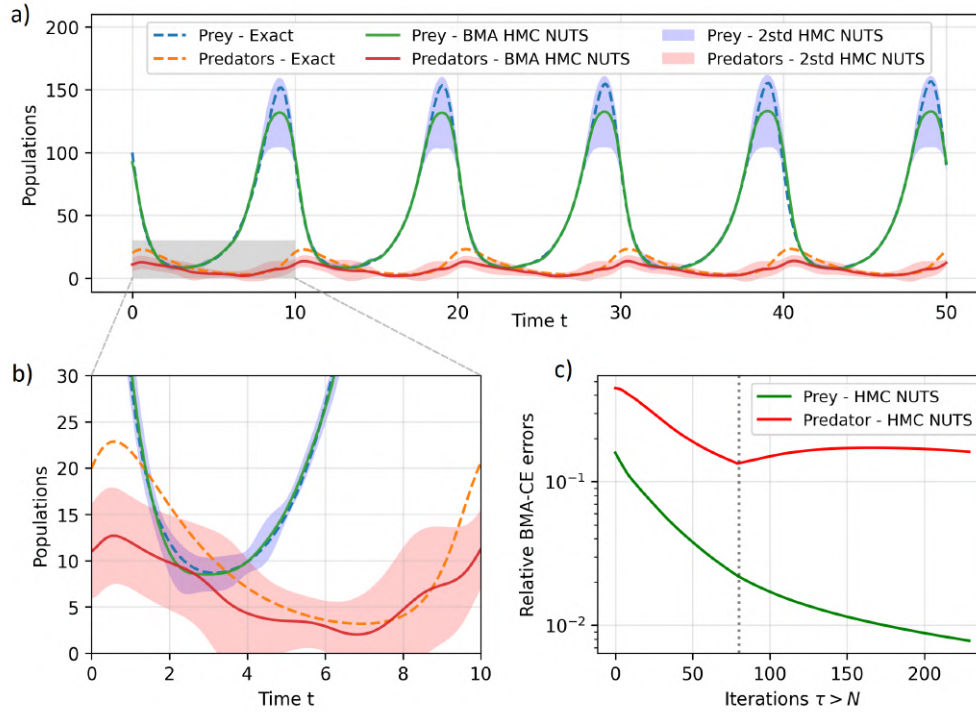 a)
200
150
100
50
0
Populations
Prey - Exact
Predators - Exact
Prey - BMA HMC NUTS
Predators - BMA HMC NUTS
Prey - 2std HMC NUTS
Predators - 2std HMC NUTS
0 10 20 30 40 50
Time t
b)
30
25
20
15
10
5
0
Populations
0 2 4 6 8 10
Time t
c)
10⁻¹
10⁻²
Relative BMA-CE errors
Prey - HMC NUTS
Predator - HMC NUTS
0 50 100 150 200
Iterations τ > N